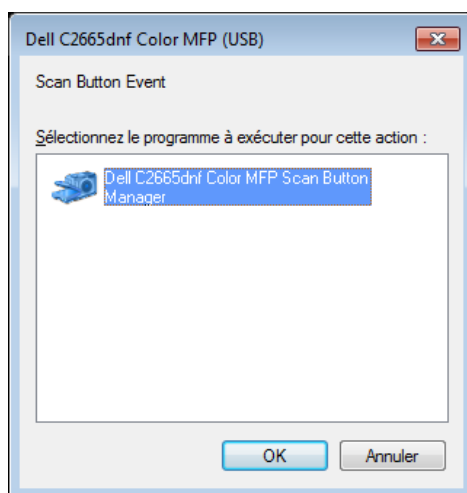 Dell C2665dnf Color MFP (USB)
Scan Button Event
Sélectionnez le programme à exécuter pour cette action :
Dell C2665dnf Color MFP Scan Button
Manager
OK
Annuler